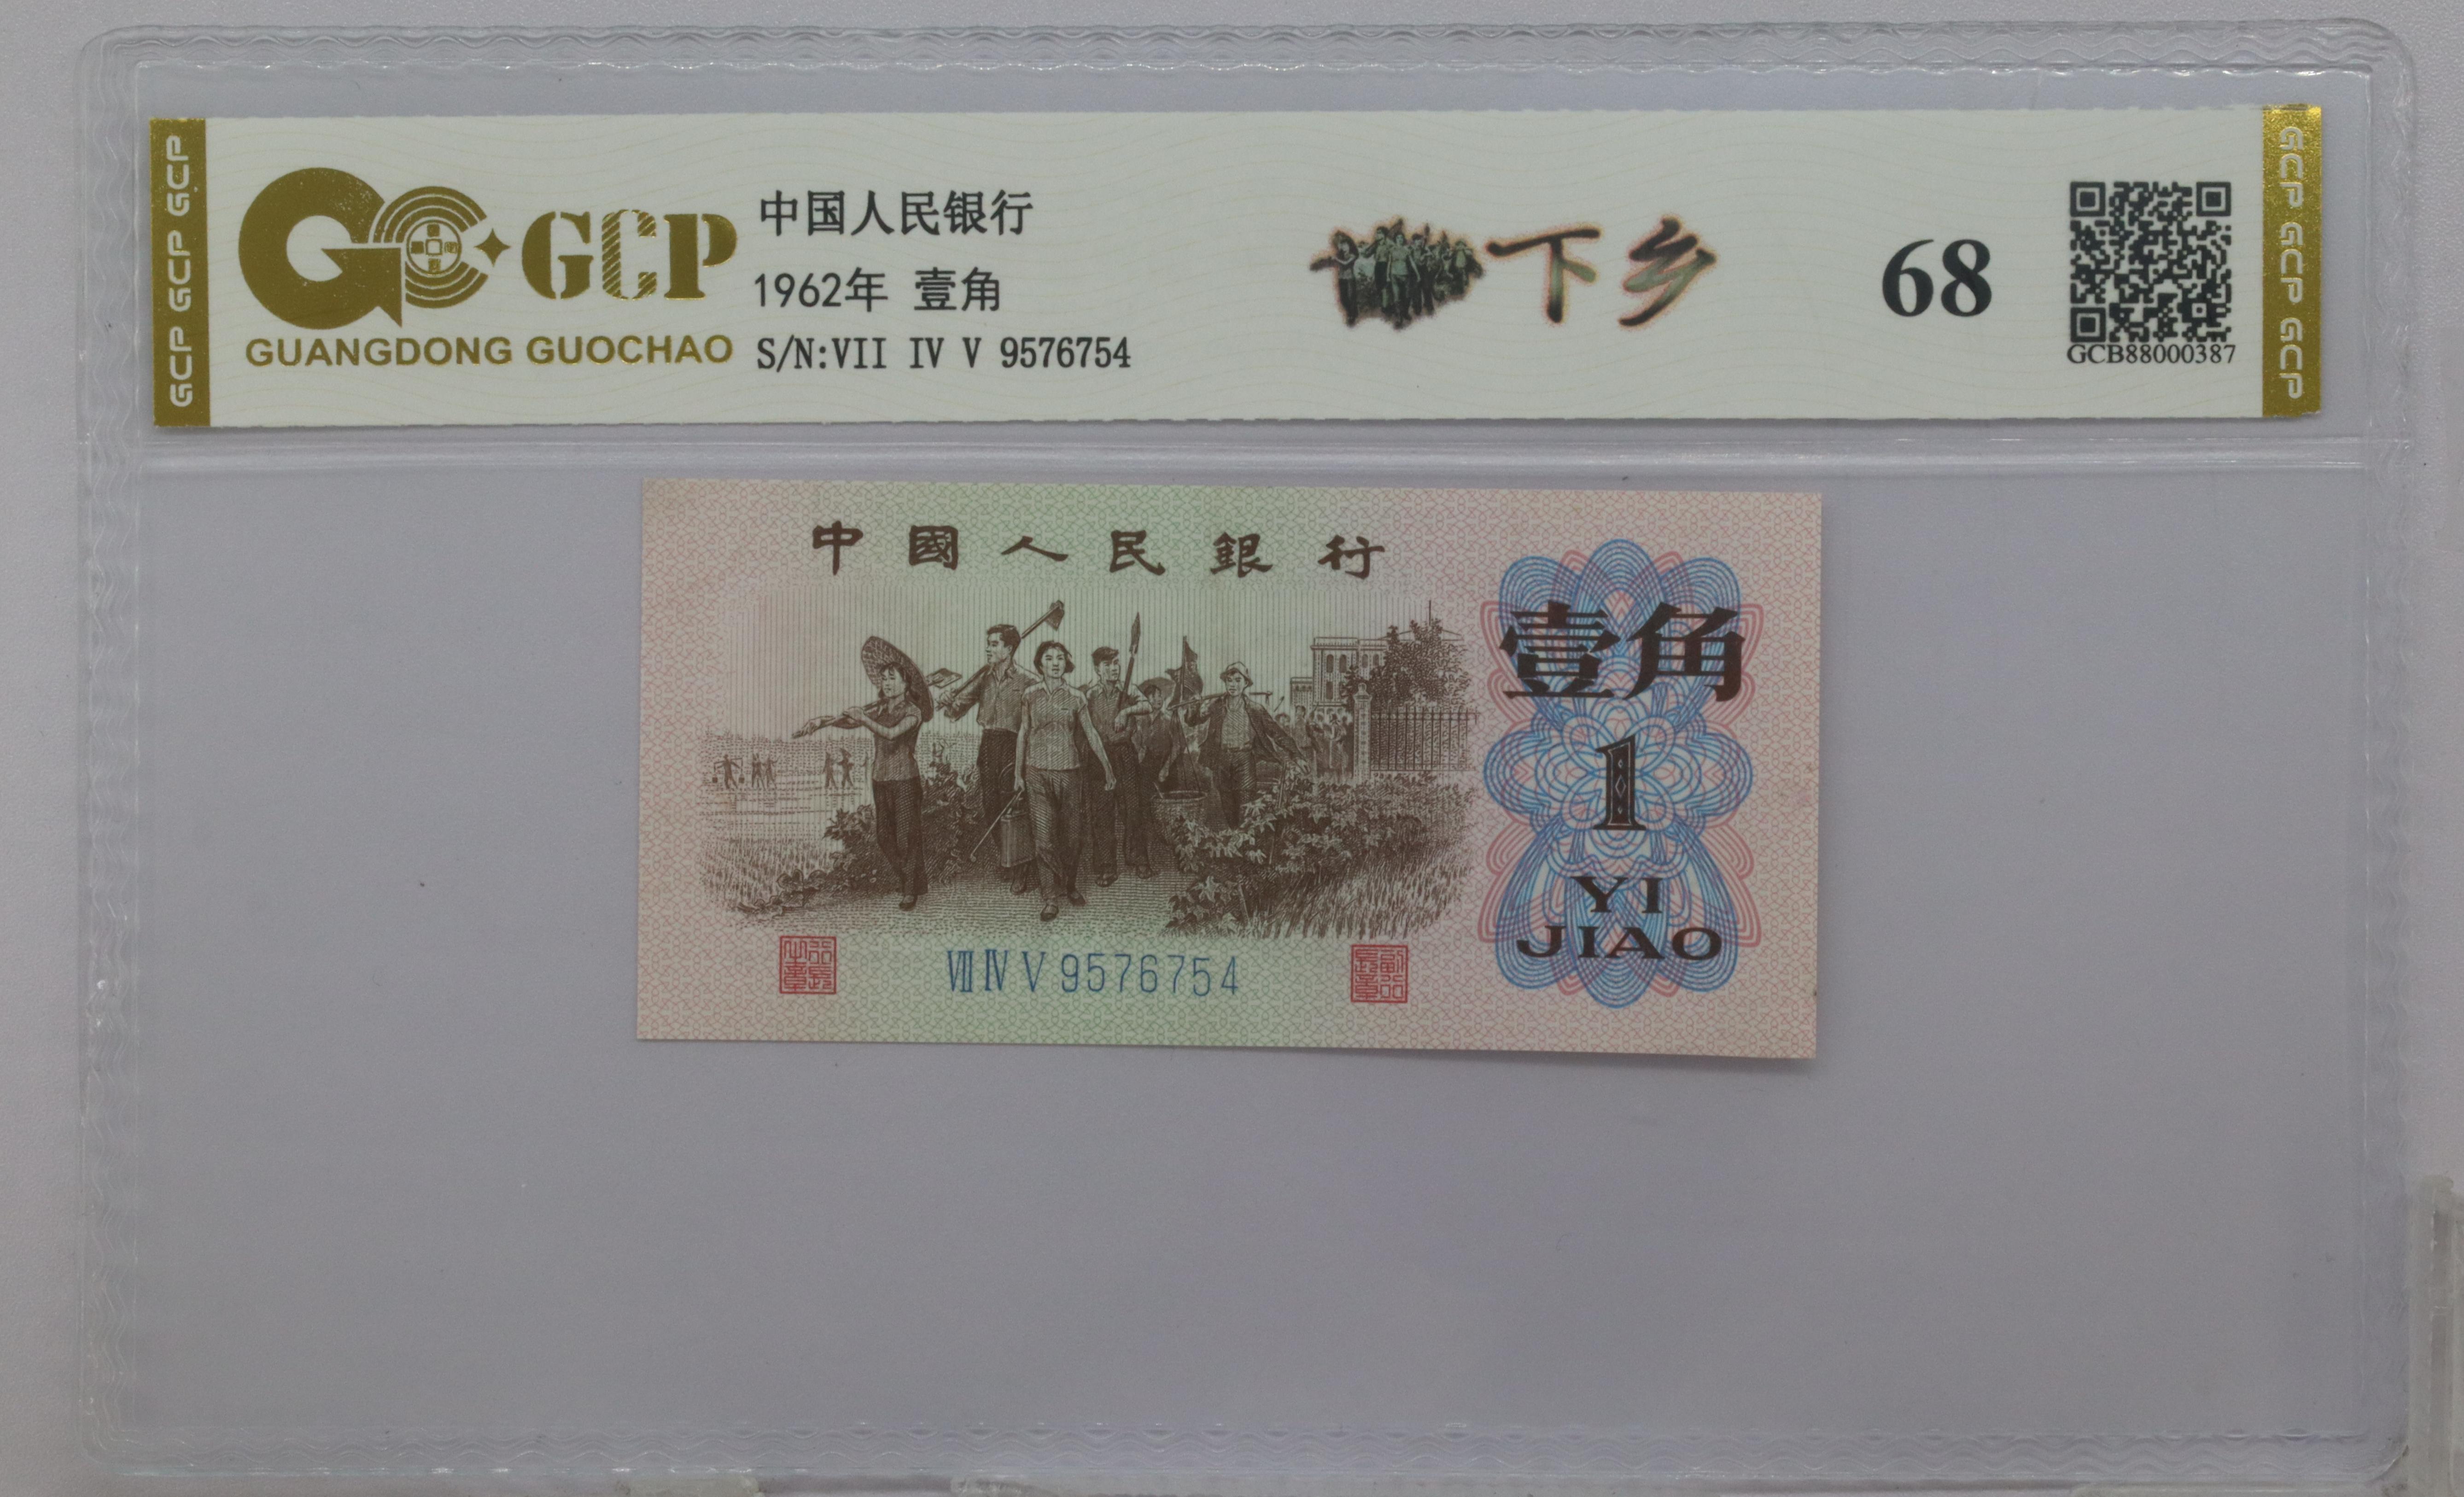 GCP GCP GCP
GCP
GUANGDONG GUOCHAO
中国人民银行
1962年 壹角
S/N:VII IV V 9576754
下乡
68
GCB88000387
GCP GCP GCP
中國人民銀行
壹角
1
YI
JIAO
VIII IV V 9576754